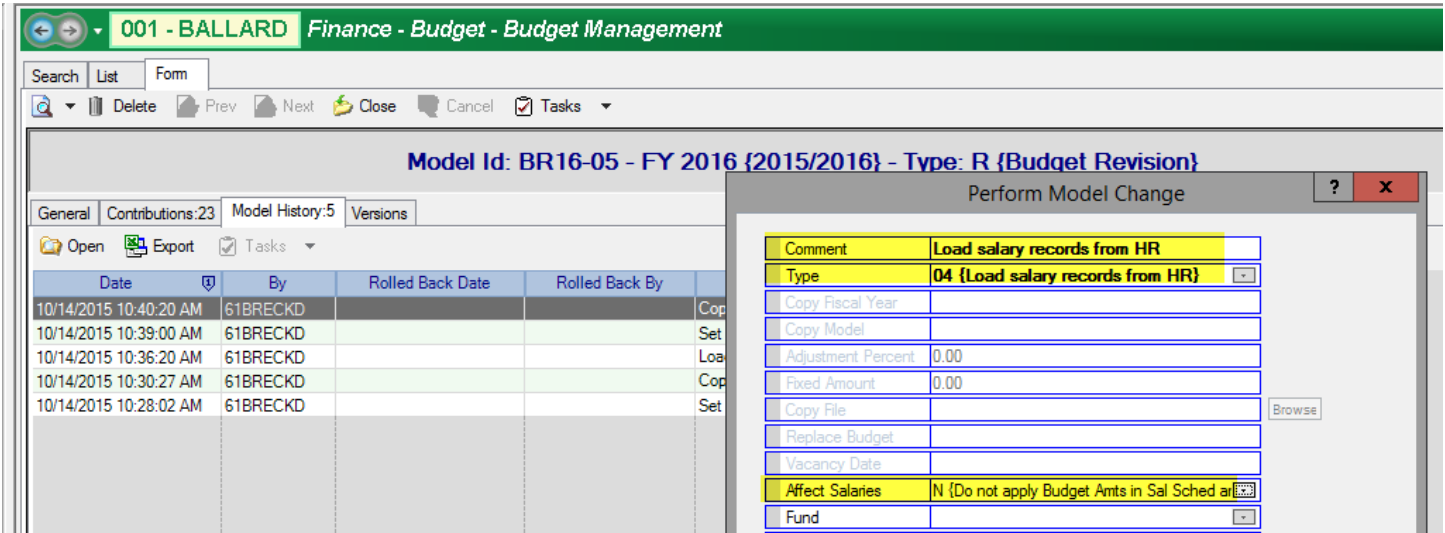 001 - BALLARD Finance - Budget - Budget Management
Search List Form
Delete Prev Next Close Cancel Tasks
Model Id: BR16-05 - FY 2016 {2015/2016} - Type: R {Budget Revision}
General Contributions:23 Model History:5 Versions
Open Export Tasks
Date 1 By Rolled Back Date Rolled Back By
10/14/2015 10:40:20 AM 61BRECKD Cop
10/14/2015 10:39:00 AM 61BRECKD Set
10/14/2015 10:36:20 AM 61BRECKD Loa
10/14/2015 10:30:27 AM 61BRECKD Cop
10/14/2015 10:28:02 AM 61BRECKD Set
Perform Model Change ? X
Comment Load salary records from HR
Type 04 {Load salary records from HR}
Copy Fiscal Year
Copy Model
Adjustment Percent 0.00
Fixed Amount 0.00
Copy File Browse
Replace Budget
Vacancy Date
Affect Salaries N {Do not apply Budget Amts in Sal Sched ar
Fund